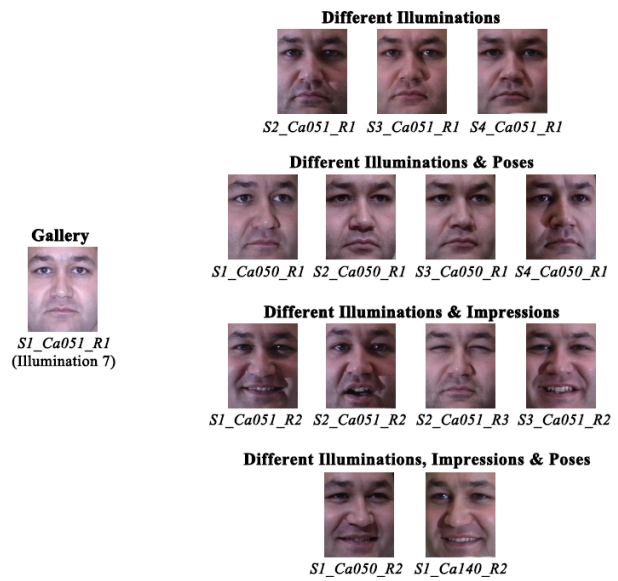 Different Illuminations
S2_Ca051_R1 S3_Ca051_R1 S4_Ca051_R1
Different Illuminations & Poses
S1_Ca050_R1 S2_Ca050_R1 S3_Ca050_R1 S4_Ca050_R1
Gallery
S1_Ca051_R1
(Illumination 7)
Different Illuminations & Impressions
S1_Ca051_R2 S2_Ca051_R2 S2_Ca051_R3 S3_Ca051_R2
Different Illuminations, Impressions & Poses
S1_Ca050_R2 S1_Ca140_R2